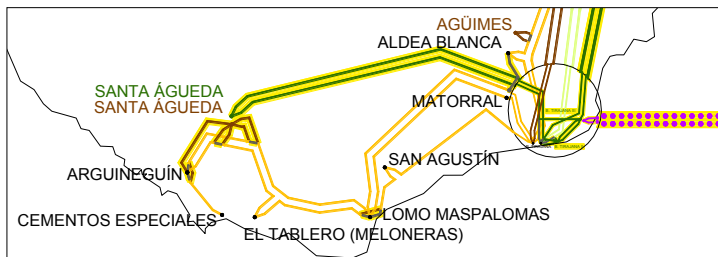 AGÜIMES
ALDEA BLANCA
SANTA ÁGUEDA
SANTA ÁGUEDA
MATORRAL
SAN AGUSTÍN
ARGUINEGUÍN
CEMENTOS ESPECIALES
LOMO MASPALOMAS
EL TABLERO (MELONERAS)